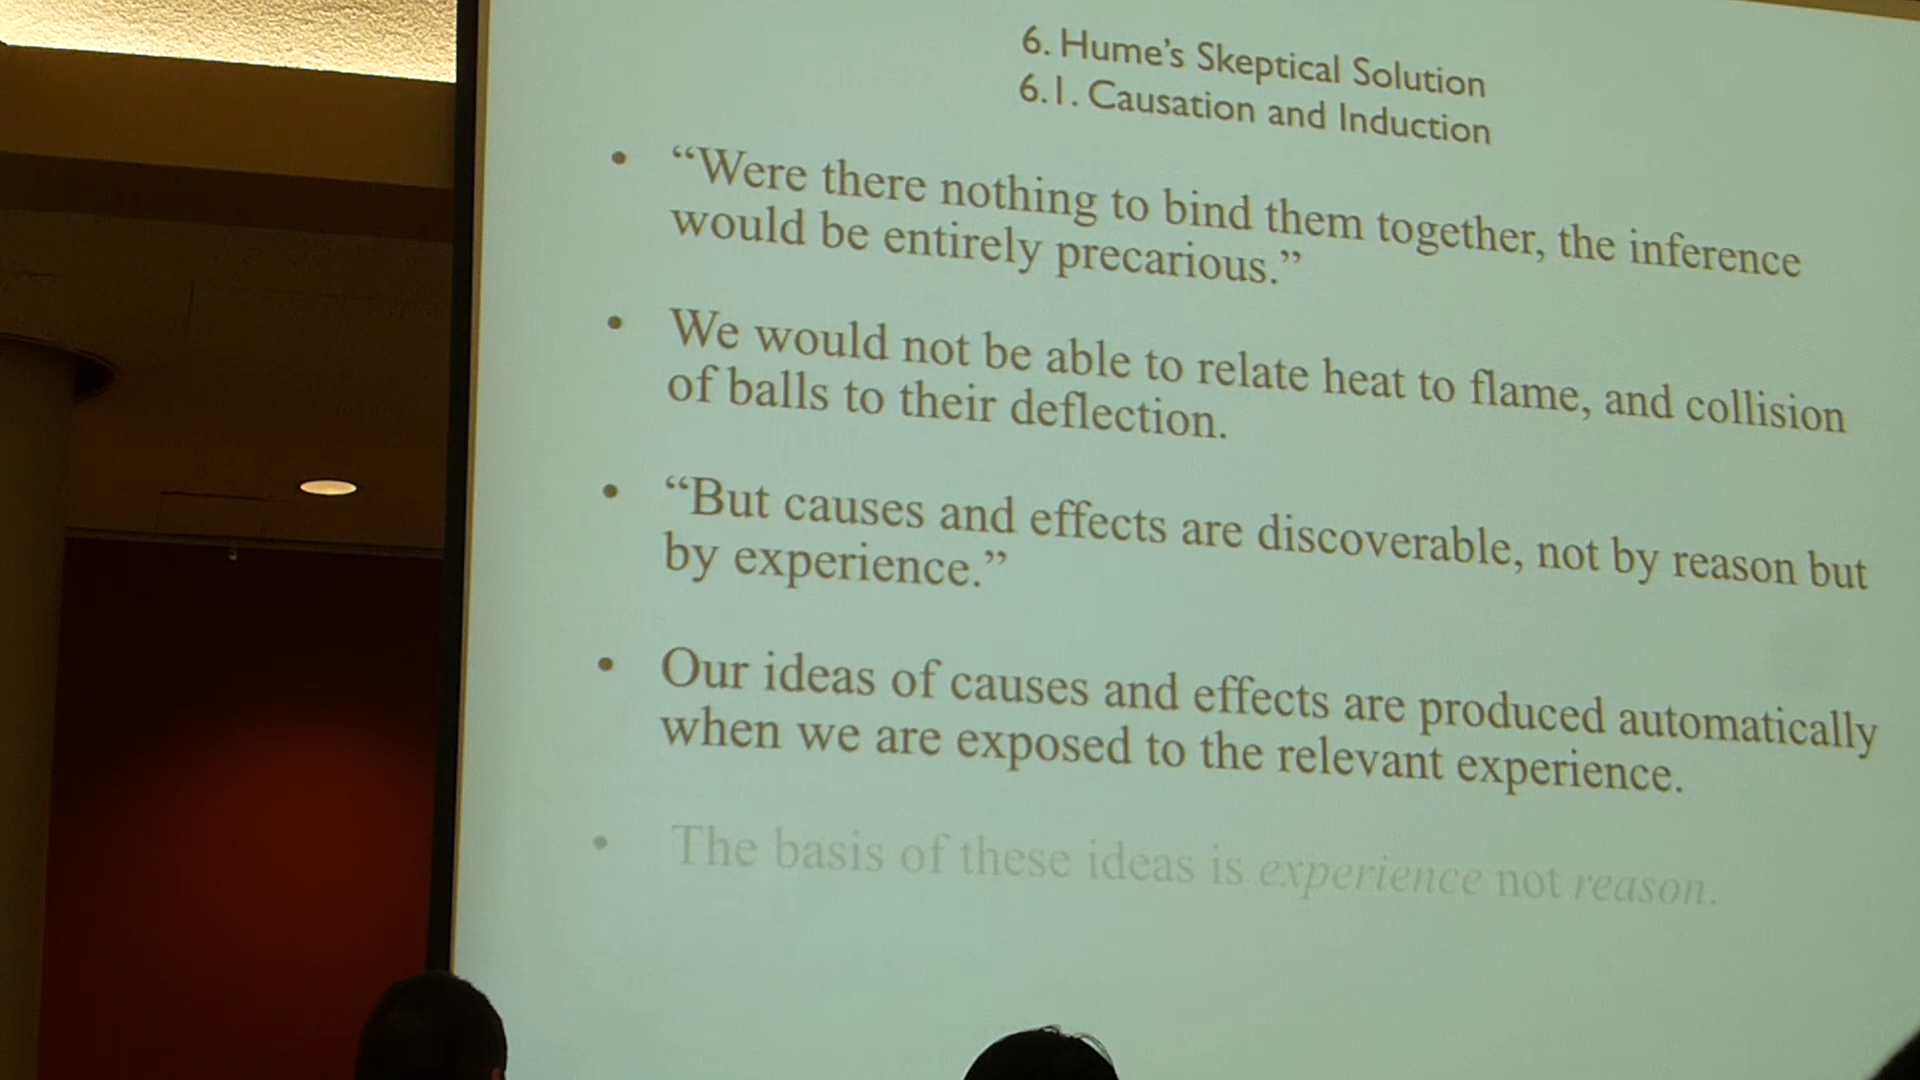 6. Hume’s Skeptical Solution
6.1. Causation and Induction
• “Were there nothing to bind them together, the inference
would be entirely precarious.”
• We would not be able to relate heat to flame, and collision
of balls to their deflection.
• “But causes and effects are discoverable, not by reason but
by experience.”
• Our ideas of causes and effects are produced automatically
when we are exposed to the relevant experience.
• The basis of these ideas is experience not reason.